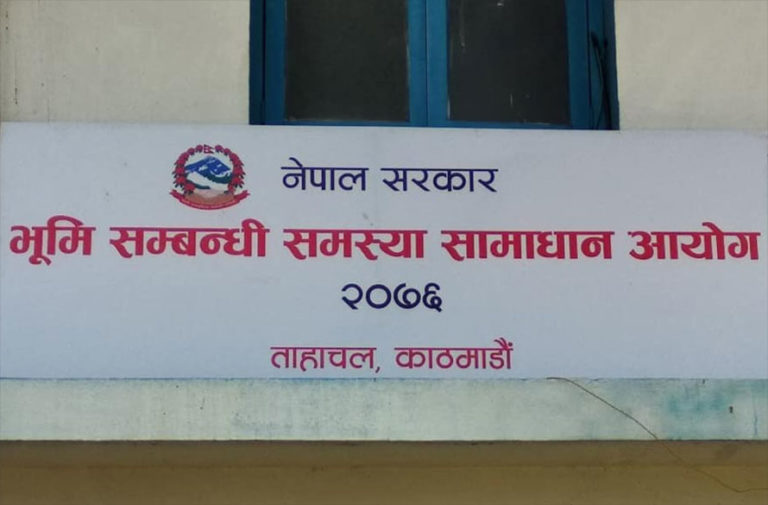 नेपाल सरकार
भूमि सम्बन्धी समस्या सामाधान आयोग
२०७६
ताहाचल, काठमाडौं